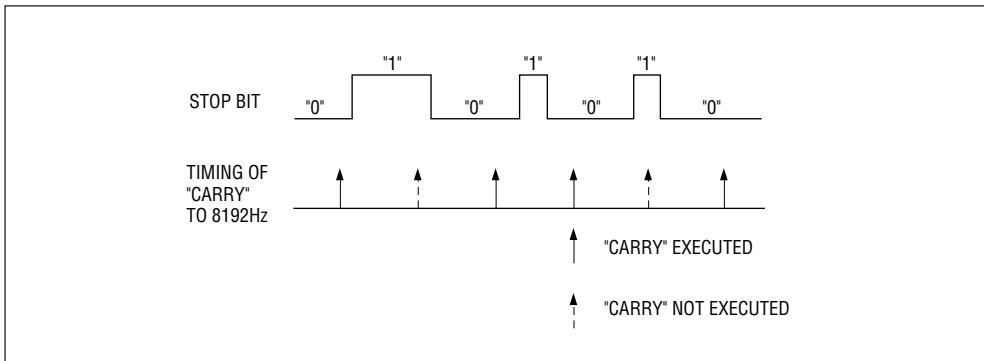 "1" "1" "1"
STOP BIT "0" "0" "0" "0"
TIMING OF
"CARRY"
TO 8192Hz
"CARRY" EXECUTED
"CARRY" NOT EXECUTED